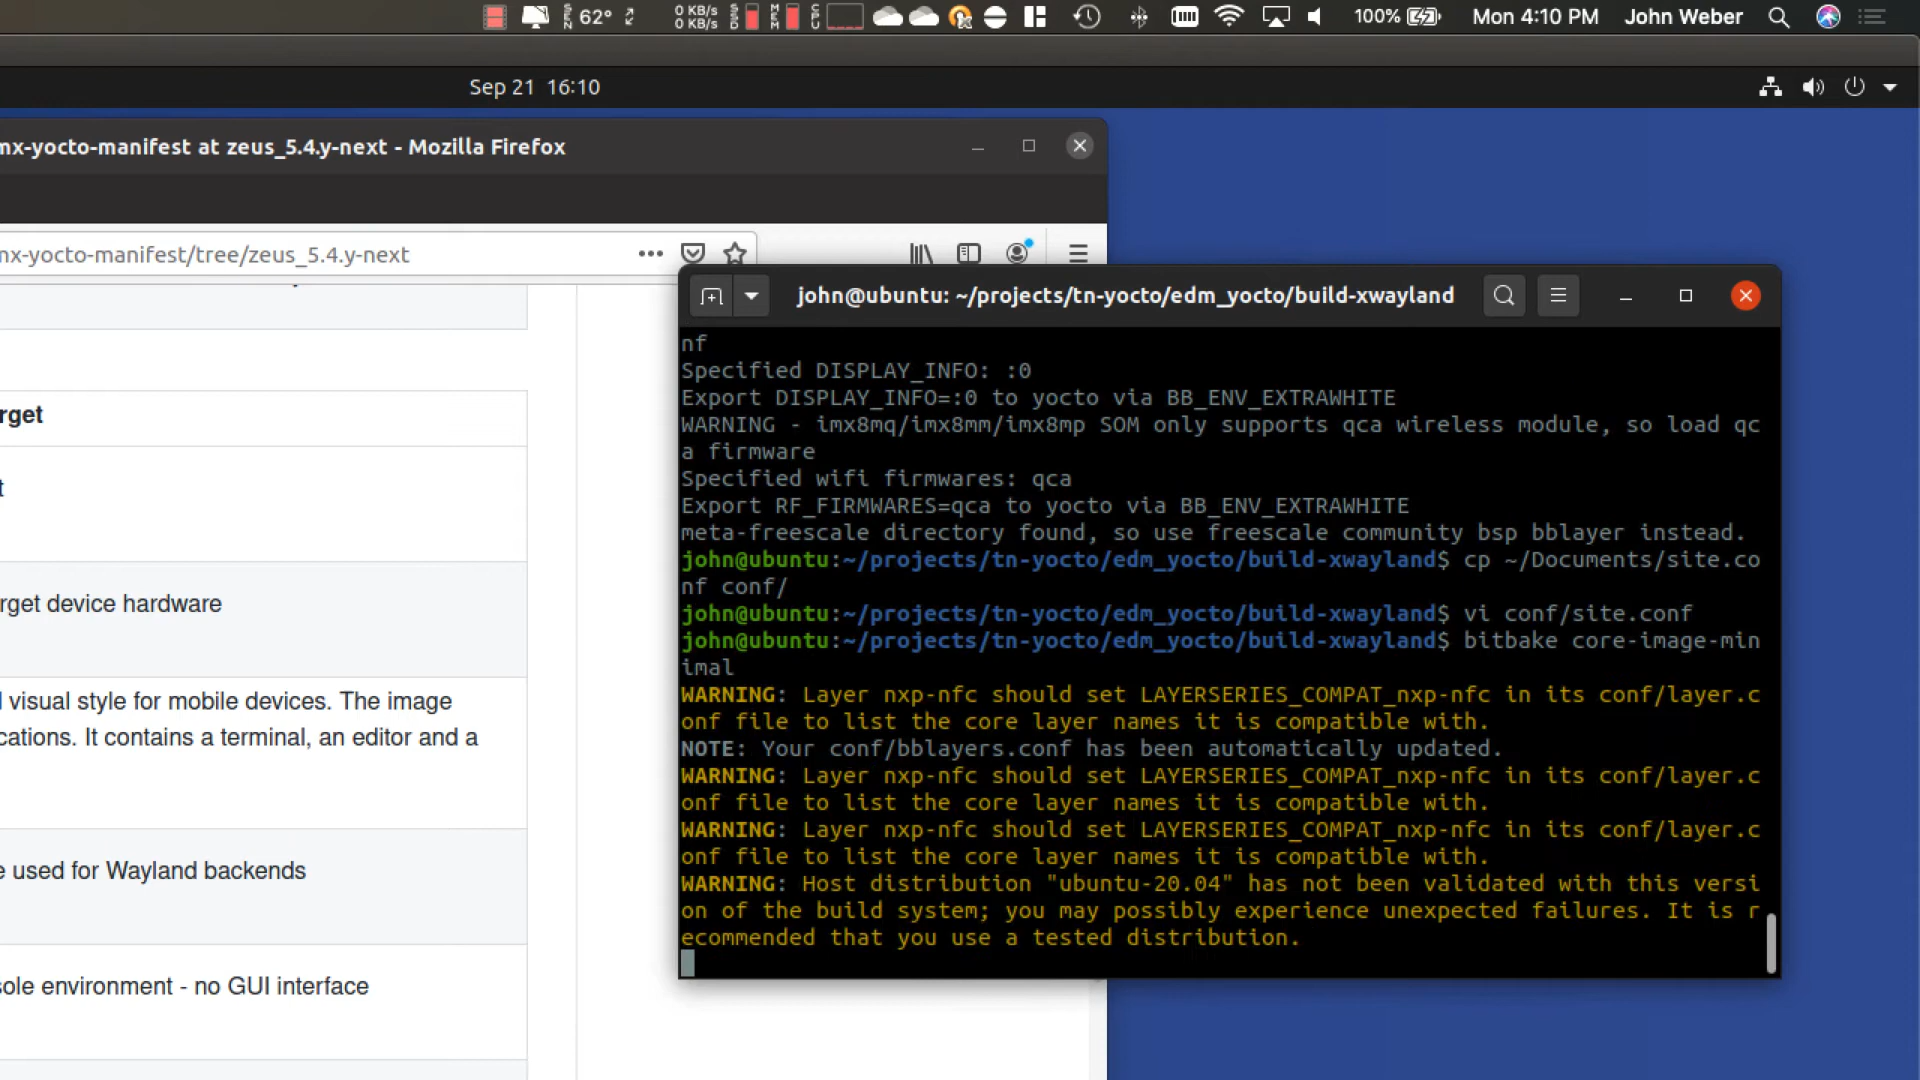 SEN 62° 0 KB/s 0 KB/s SSD MEM CPU 100% Mon 4:10 PM John Weber
Sep 21 16:10
mx-yocto-manifest at zeus_5.4.y-next - Mozilla Firefox
mx-yocto-manifest/tree/zeus_5.4.y-next
rget
t
rget device hardware
visual style for mobile devices. The image
cations. It contains a terminal, an editor and a
e used for Wayland backends
sole environment - no GUI interface
john@ubuntu: ~/projects/tn-yocto/edm_yocto/build-xwayland
nf
Specified DISPLAY_INFO: :0
Export DISPLAY_INFO=:0 to yocto via BB_ENV_EXTRAWHITE
WARNING - imx8mq/imx8mm/imx8mp SOM only supports qca wireless module, so load qc
a firmware
Specified wifi firmwares: qca
Export RF_FIRMWARES=qca to yocto via BB_ENV_EXTRAWHITE
meta-freescale directory found, so use freescale community bsp bblayer instead.
john@ubuntu:~/projects/tn-yocto/edm_yocto/build-xwayland$ cp ~/Documents/site.co
nf conf/
john@ubuntu:~/projects/tn-yocto/edm_yocto/build-xwayland$ vi conf/site.conf
john@ubuntu:~/projects/tn-yocto/edm_yocto/build-xwayland$ bitbake core-image-min
imal
WARNING: Layer nxp-nfc should set LAYERSERIES_COMPAT_nxp-nfc in its conf/layer.c
onf file to list the core layer names it is compatible with.
NOTE: Your conf/bblayers.conf has been automatically updated.
WARNING: Layer nxp-nfc should set LAYERSERIES_COMPAT_nxp-nfc in its conf/layer.c
onf file to list the core layer names it is compatible with.
WARNING: Layer nxp-nfc should set LAYERSERIES_COMPAT_nxp-nfc in its conf/layer.c
onf file to list the core layer names it is compatible with.
WARNING: Host distribution "ubuntu-20.04" has not been validated with this versi
on of the build system; you may possibly experience unexpected failures. It is r
ecommended that you use a tested distribution.